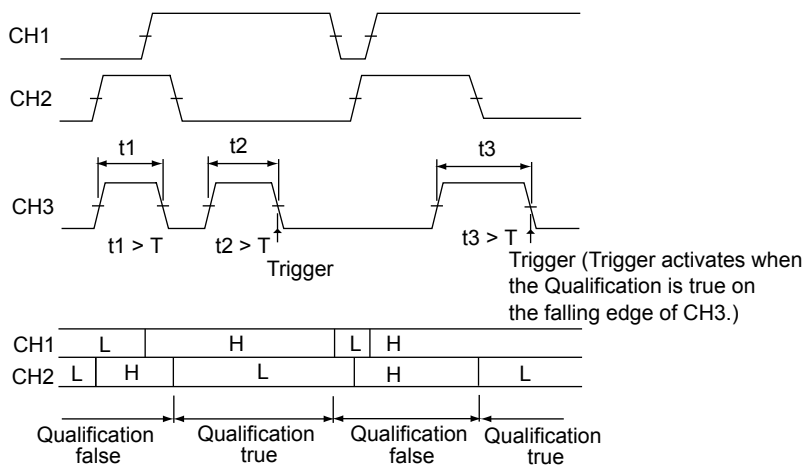 CH1
CH2
t1 t2 t3
CH3
t1 > T t2 > T t3 > T
Trigger
Trigger (Trigger activates when
the Qualification is true on
the falling edge of CH3.)
CH1 L H L H
CH2 L H L H L
Qualification false
Qualification true
Qualification false
Qualification true